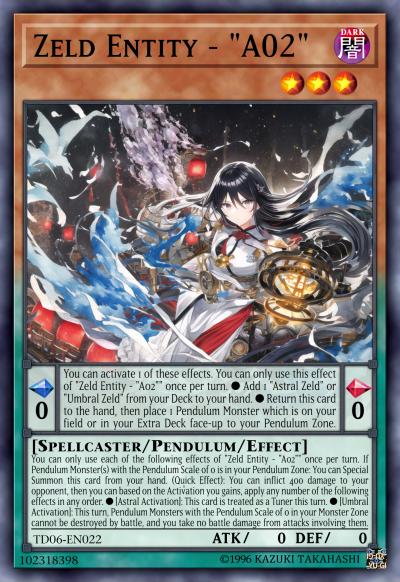 Zeld Entity - "A02"
DARK
闇
You can activate 1 of these effects. You can only use this effect
of "Zeld Entity - "A02"" once per turn. ● Add 1 "Astral Zeld" or
"Umbral Zeld" from your Deck to your hand. ● Return this card
to the hand, then place 1 Pendulum Monster which is on your
field or in your Extra Deck face-up to your Pendulum Zone.
0
0
[Spellcaster/Pendulum/Effect]
You can only use each of the following effects of "Zeld Entity - "A02"" once per turn. If
Pendulum Monster(s) with the Pendulum Scale of 0 is in your Pendulum Zone: You can Special
Summon this card from your hand. (Quick Effect): You can inflict 400 damage to your
opponent, then you can based on the Activation you gains, apply any number of the following
effects in any order. ● [Astral Activation]: This card is treated as a Tuner this turn. ● [Umbral
Activation]: This turn, Pendulum Monsters with the Pendulum Scale of 0 in your Monster Zone
cannot be destroyed by battle, and you take no battle damage from attacks involving them.
TD06-EN022
ATK/ 0 DEF/ 0
102318398
©1996 KAZUKI TAKAHASHI